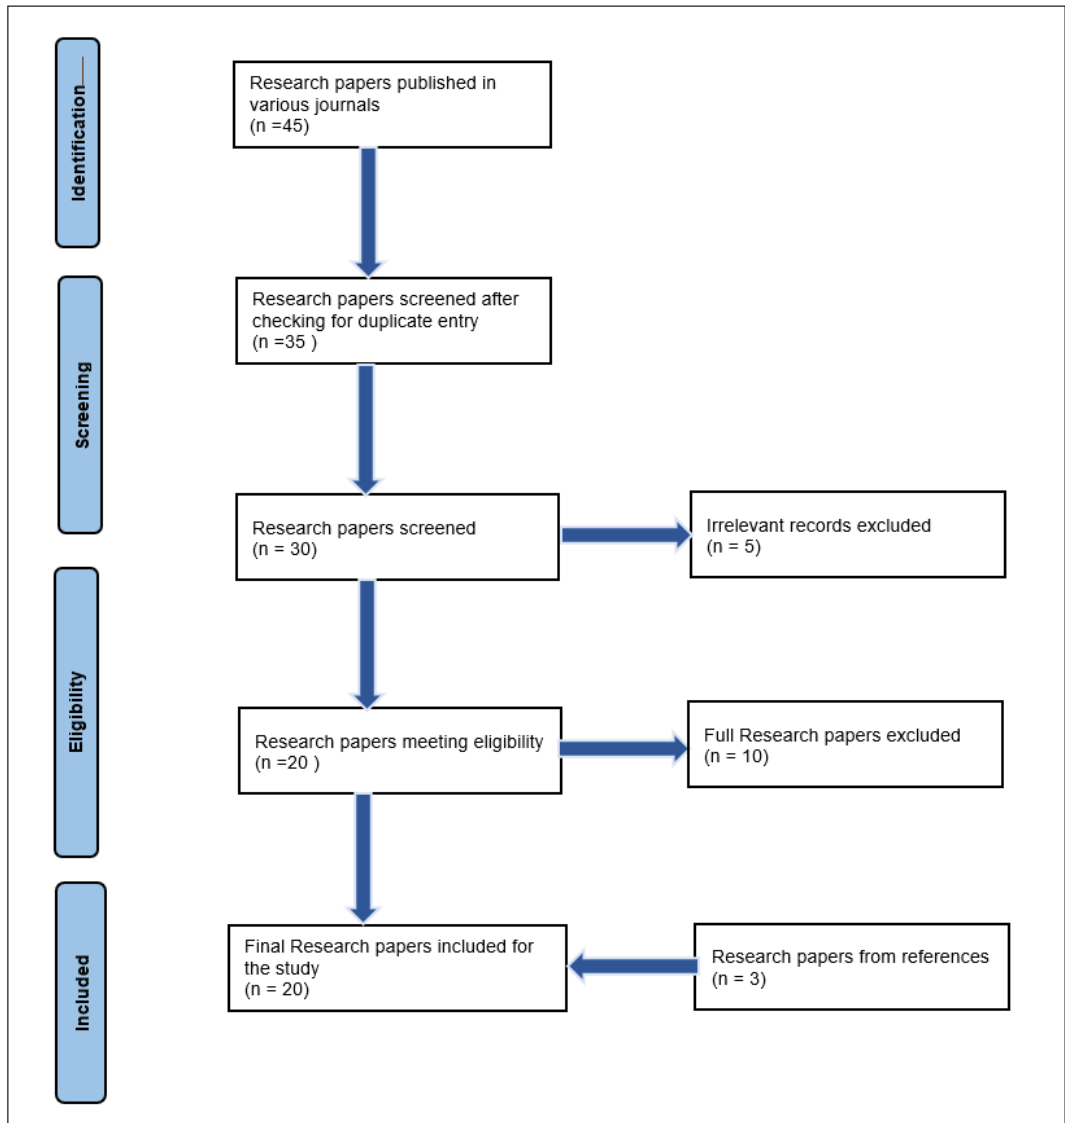 Identification
Research papers published in
various journals
(n =45)
Screening
Research papers screened after
checking for duplicate entry
(n =35 )
Research papers screened
(n = 30)
Irrelevant records excluded
(n = 5)
Eligibility
Research papers meeting eligibility
(n =20 )
Full Research papers excluded
(n = 10)
Included
Final Research papers included for
the study
(n = 20)
Research papers from references
(n = 3)